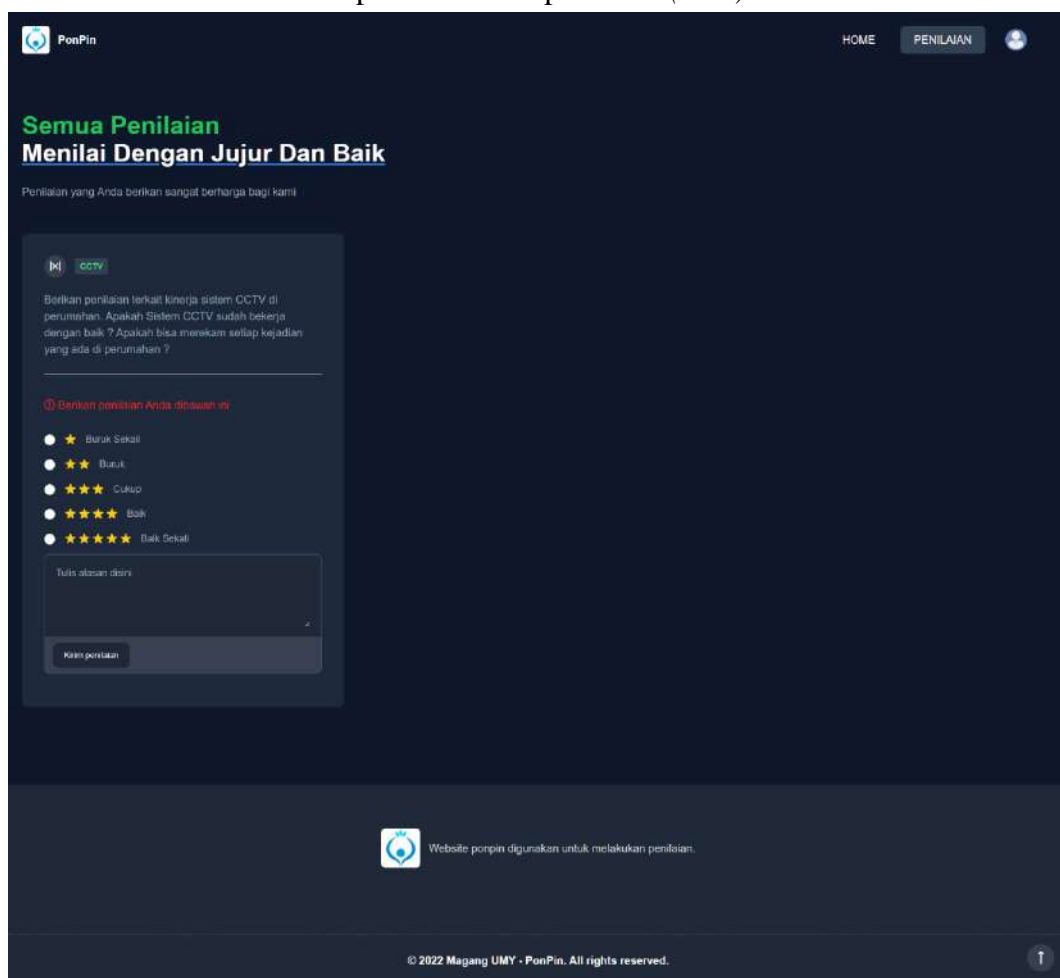 PonPin
HOME
PENILAIAN
Semua Penilaian
Menilai Dengan Jujur Dan Baik
Penilaian yang Anda berikan sangat berharga bagi kami
CCTV
Berikan penilaian terkait kinerja sistem CCTV di
perumahan. Apakah Sistem CCTV sudah bekerja
dengan baik ? Apakah bisa merekam setiap kejadian
yang ada di perumahan ?
Berikan penilaian Anda dibawah ini
Buruk Sekali
Buruk
Cukup
Baik
Baik Sekali
Tulis alasan disini
Kirim penilaian
Website ponpin digunakan untuk melakukan penilaian.
© 2022 Magang UMY - PonPin. All rights reserved.